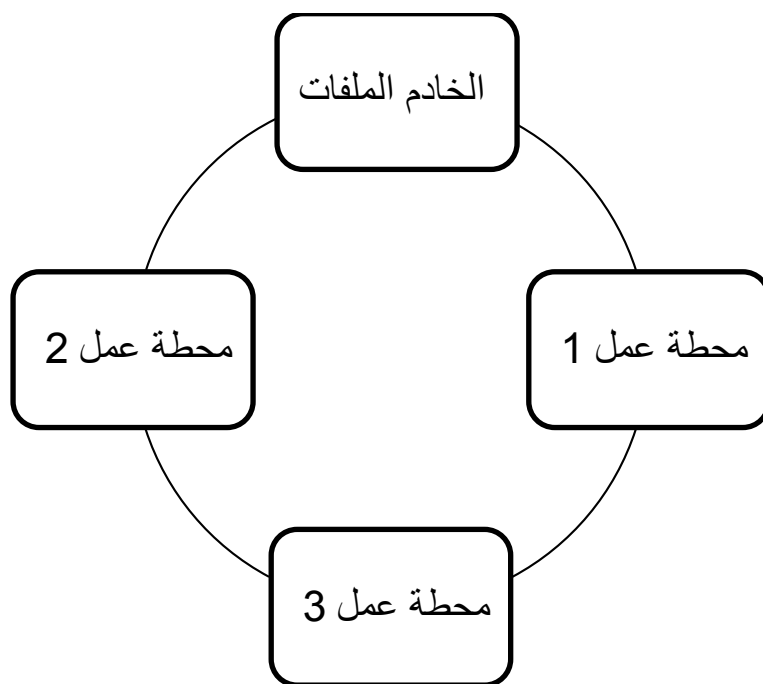 الخادم الملفات
محطة عمل 1
محطة عمل 2
محطة عمل 3